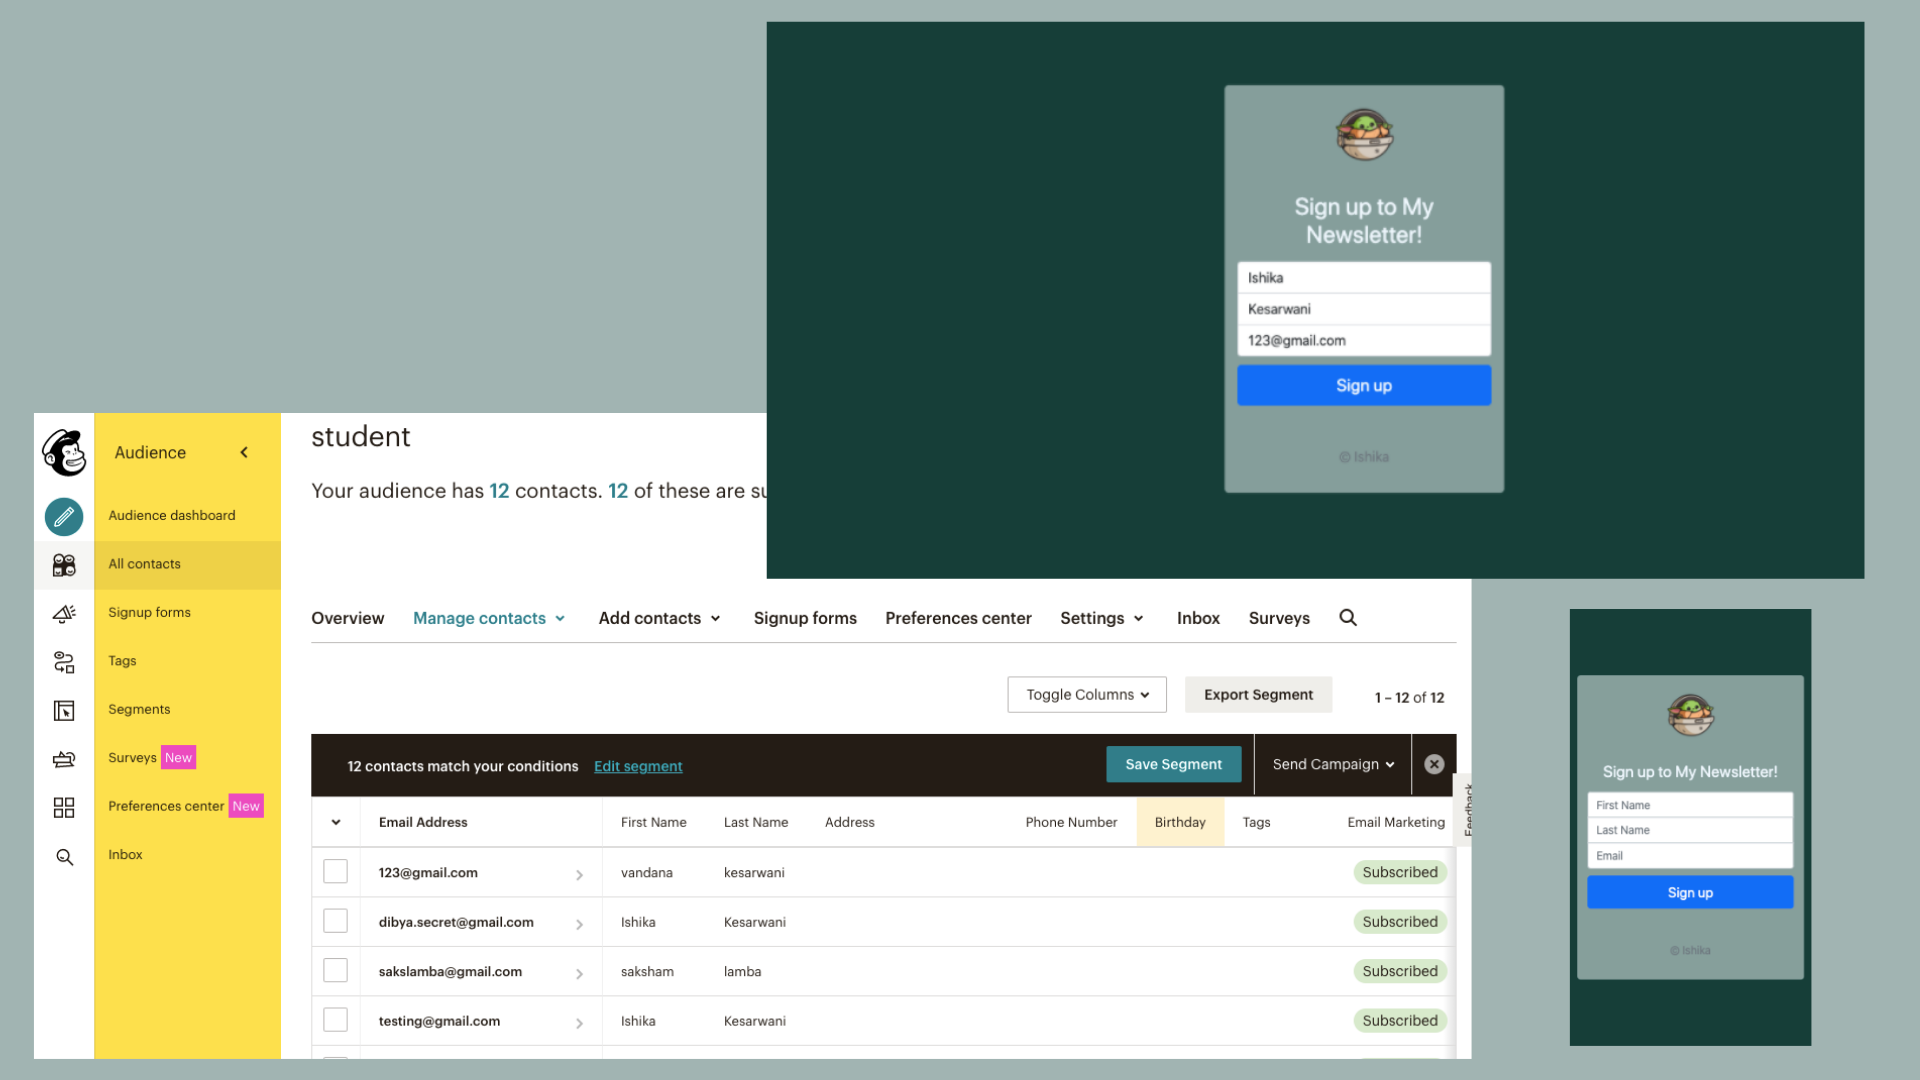 Sign up to My
Newsletter!
Ishika
Kesarwani
123@gmail.com
Sign up
© Ishika
Audience
Audience dashboard
All contacts
Signup forms
Tags
Segments
Surveys New
Preferences center New
Inbox
student
Your audience has 12 contacts. 12 of these are su
Overview Manage contacts Add contacts Signup forms Preferences center Settings Inbox Surveys
Toggle Columns Export Segment 1 – 12 of 12
12 contacts match your conditions Edit segment Save Segment Send Campaign
Feedback
Email Address First Name Last Name Address Phone Number Birthday Tags Email Marketing
123@gmail.com vandana kesarwani Subscribed
dibya.secret@gmail.com Ishika Kesarwani Subscribed
sakslamba@gmail.com saksham lamba Subscribed
testing@gmail.com Ishika Kesarwani Subscribed
Sign up to My Newsletter!
First Name
Last Name
Email
Sign up
© Ishika